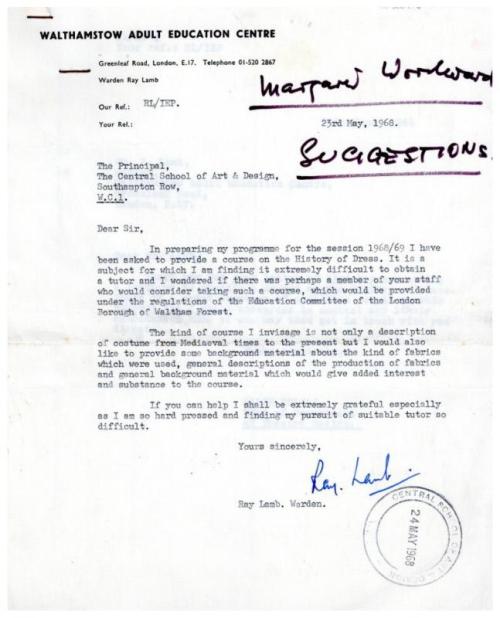 WALTHAMSTOW ADULT EDUCATION CENTRE
Greenleaf Road, London, E.17. Telephone 01-520 2867
Warden Ray Lamb
Our Ref.: RL/IEP.
Your Ref.:
Margaret Woodward
23rd May, 1968.
SUGGESTIONS.
The Principal,
The Central School of Art & Design,
Southampton Row,
W.C.1.
Dear Sir,
In preparing my programme for the session 1968/69 I have
been asked to provide a course on the History of Dress. It is a
subject for which I am finding it extremely difficult to obtain
a tutor and I wondered if there was perhaps a member of your staff
who would consider taking such a course, which would be provided
under the regulations of the Education Committee of the London
Borough of Waltham Forest.
The kind of course I invisage is not only a description
of costume from Mediaeval times to the present but I would also
like to provide some background material about the kind of fabrics
which were used, general descriptions of the production of fabrics
and general background material which would give added interest
and substance to the course.
If you can help I shall be extremely grateful especially
as I am so hard pressed and finding my pursuit of suitable tutor so
difficult.
Yours sincerely,
Ray. Lamb.
Ray Lamb. Warden.
CENTRAL SCHOOL OF ART
24 MAY 1968